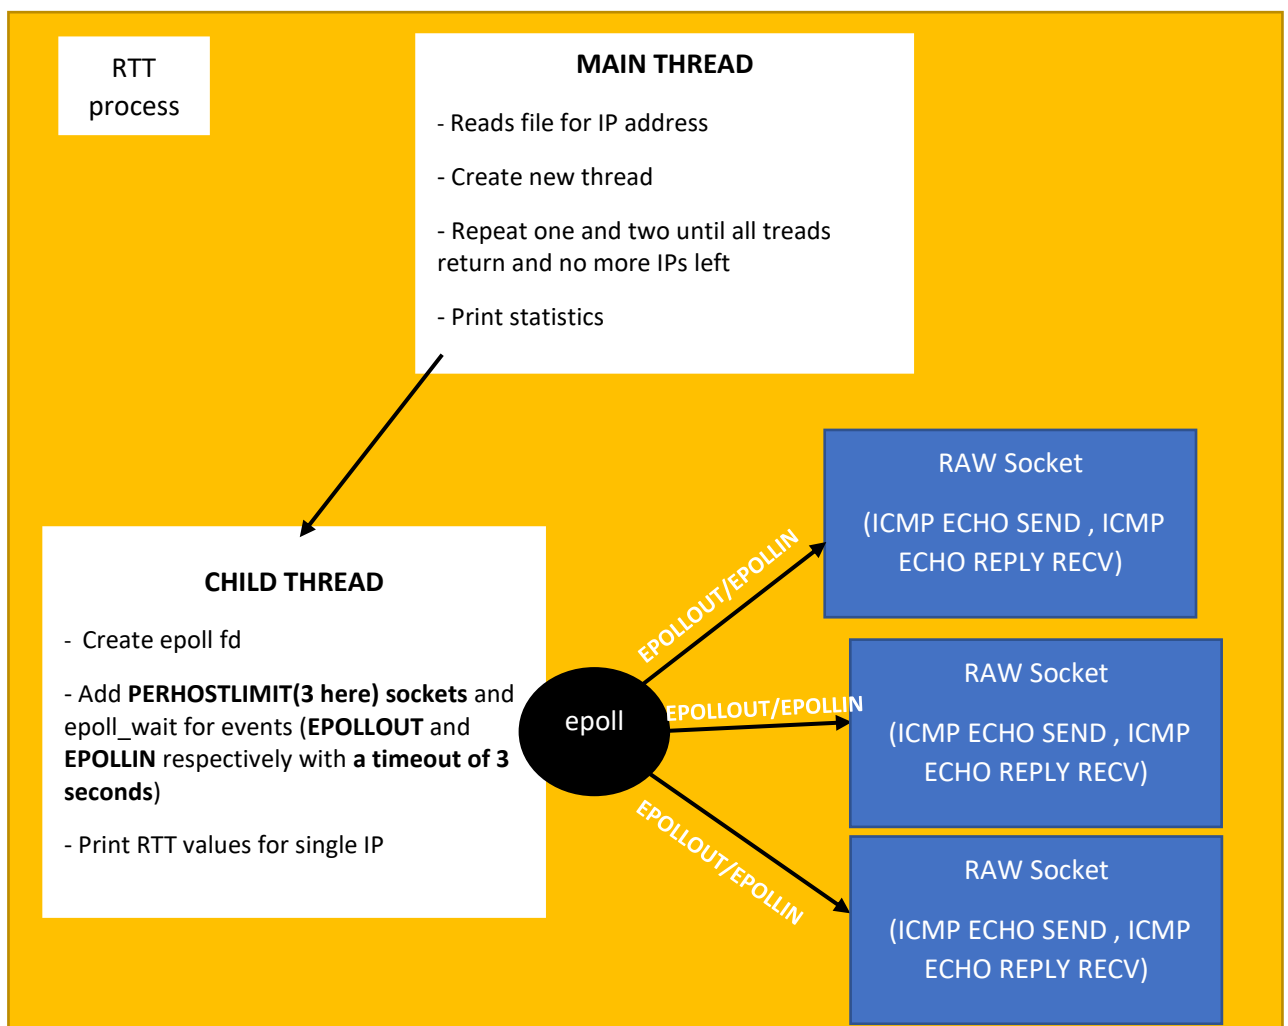 RTT
process
MAIN THREAD
- Reads file for IP address
- Create new thread
- Repeat one and two until all treads
return and no more IPs left
- Print statistics
CHILD THREAD
- Create epoll fd
- Add PERHOSTLIMIT(3 here) sockets and
epoll_wait for events (EPOLLOUT and
EPOLLIN respectively with a timeout of 3
seconds)
- Print RTT values for single IP
epoll
EPOLLOUT/EPOLLIN
EPOLLOUT/EPOLLIN
EPOLLOUT/EPOLLIN
RAW Socket
(ICMP ECHO SEND , ICMP
ECHO REPLY RECV)
RAW Socket
(ICMP ECHO SEND , ICMP
ECHO REPLY RECV)
RAW Socket
(ICMP ECHO SEND , ICMP
ECHO REPLY RECV)